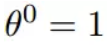 θ⁰ = 1